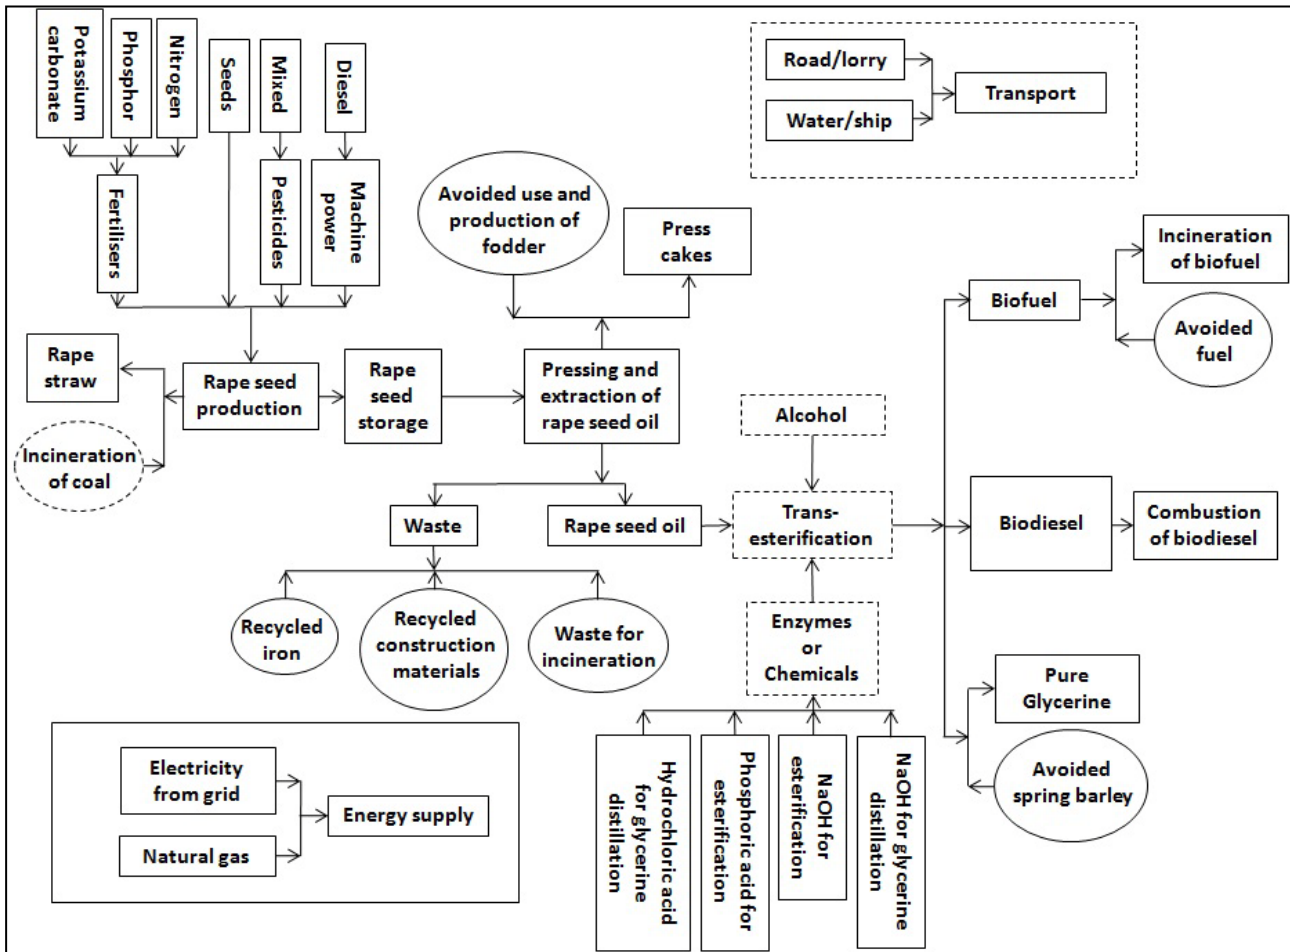 Potassium
carbonate
Phosphor
Nitrogen
Seeds
Mixed
Diesel
Fertilisers
Pesticides
Machine
power
Road/lorry
Water/ship
Transport
Avoided use and
production of
fodder
Press
cakes
Incineration
of biofuel
Biofuel
Avoided
fuel
Rape
straw
Rape seed
production
Rape
seed
storage
Pressing and
extraction of
rape seed oil
Incineration
of coal
Alcohol
Waste
Rape seed oil
Trans-
esterification
Biodiesel
Combustion
of biodiesel
Recycled
iron
Recycled
construction
materials
Waste for
incineration
Enzymes
or
Chemicals
Pure
Glycerine
Avoided
spring barley
Electricity
from grid
Natural gas
Energy supply
Hydrochloric acid
for glycerine
distillation
Phosphoric acid for
esterification
NaOH for
esterification
NaOH for glycerine
distillation